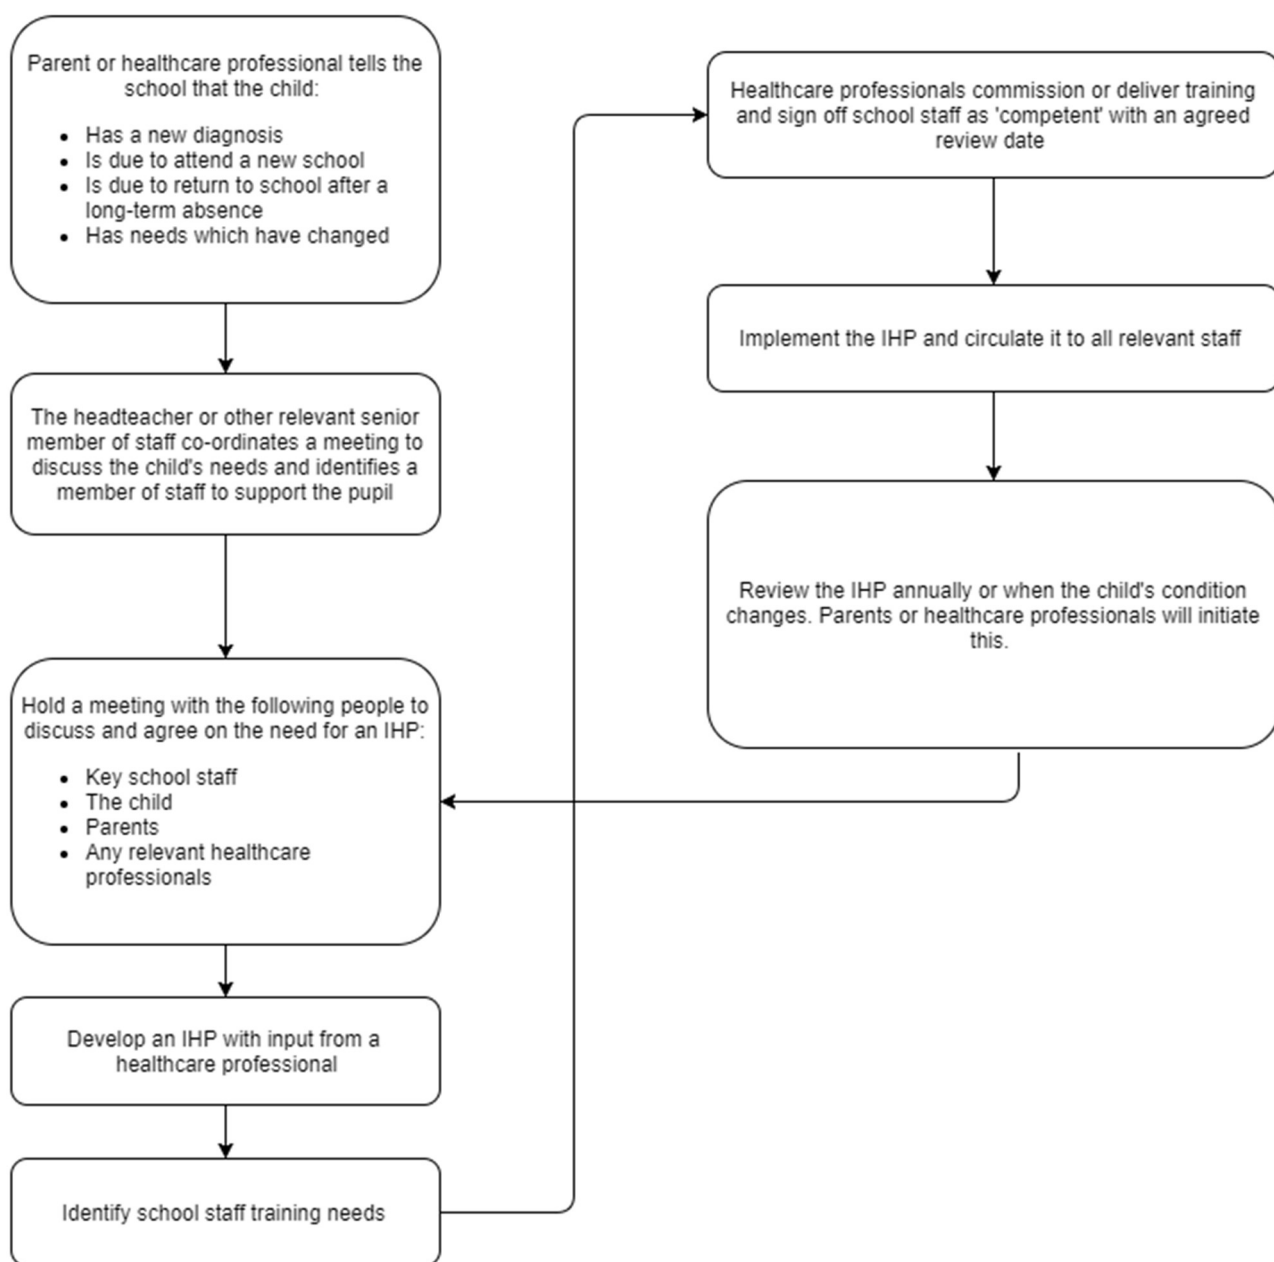 Parent or healthcare professional tells the
school that the child:
• Has a new diagnosis
• Is due to attend a new school
• Is due to return to school after a
long-term absence
• Has needs which have changed
The headteacher or other relevant senior
member of staff co-ordinates a meeting to
discuss the child's needs and identifies a
member of staff to support the pupil
Hold a meeting with the following people to
discuss and agree on the need for an IHP:
• Key school staff
• The child
• Parents
• Any relevant healthcare
professionals
Develop an IHP with input from a
healthcare professional
Identify school staff training needs
Healthcare professionals commission or deliver training
and sign off school staff as 'competent' with an agreed
review date
Implement the IHP and circulate it to all relevant staff
Review the IHP annually or when the child's condition
changes. Parents or healthcare professionals will initiate
this.